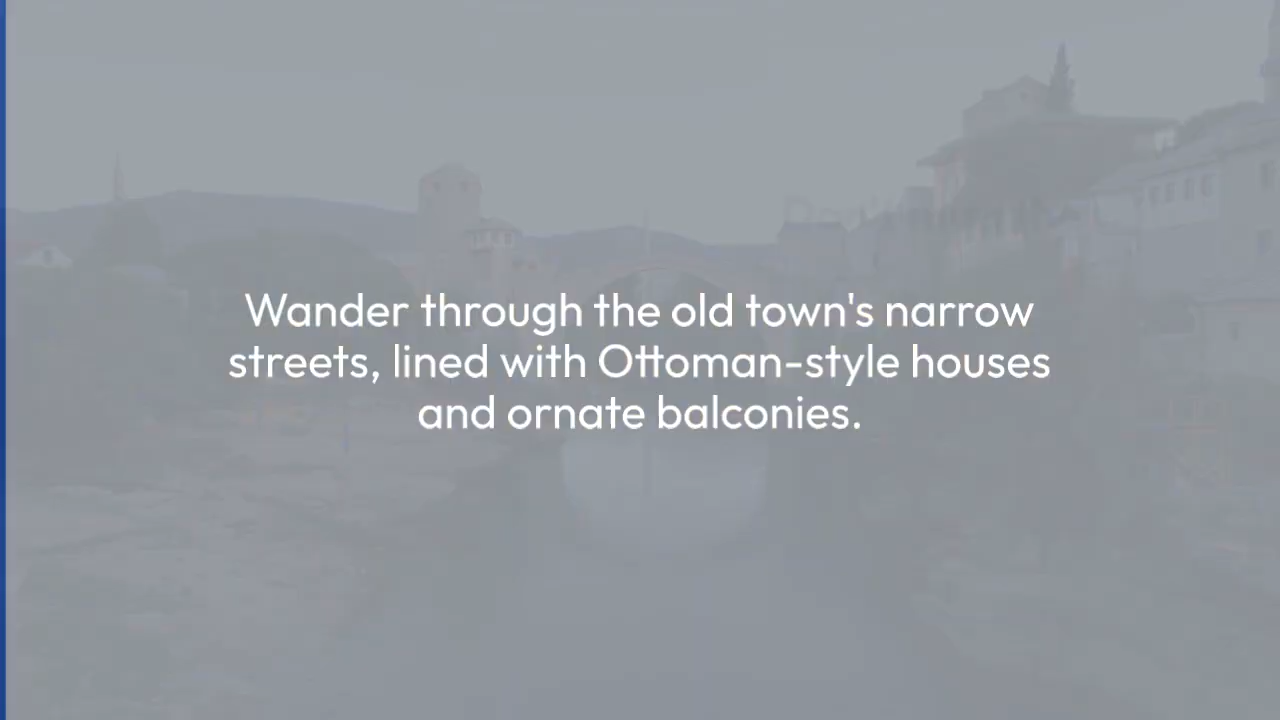 Wander through the old town's narrow
streets, lined with Ottoman-style houses
and ornate balconies.